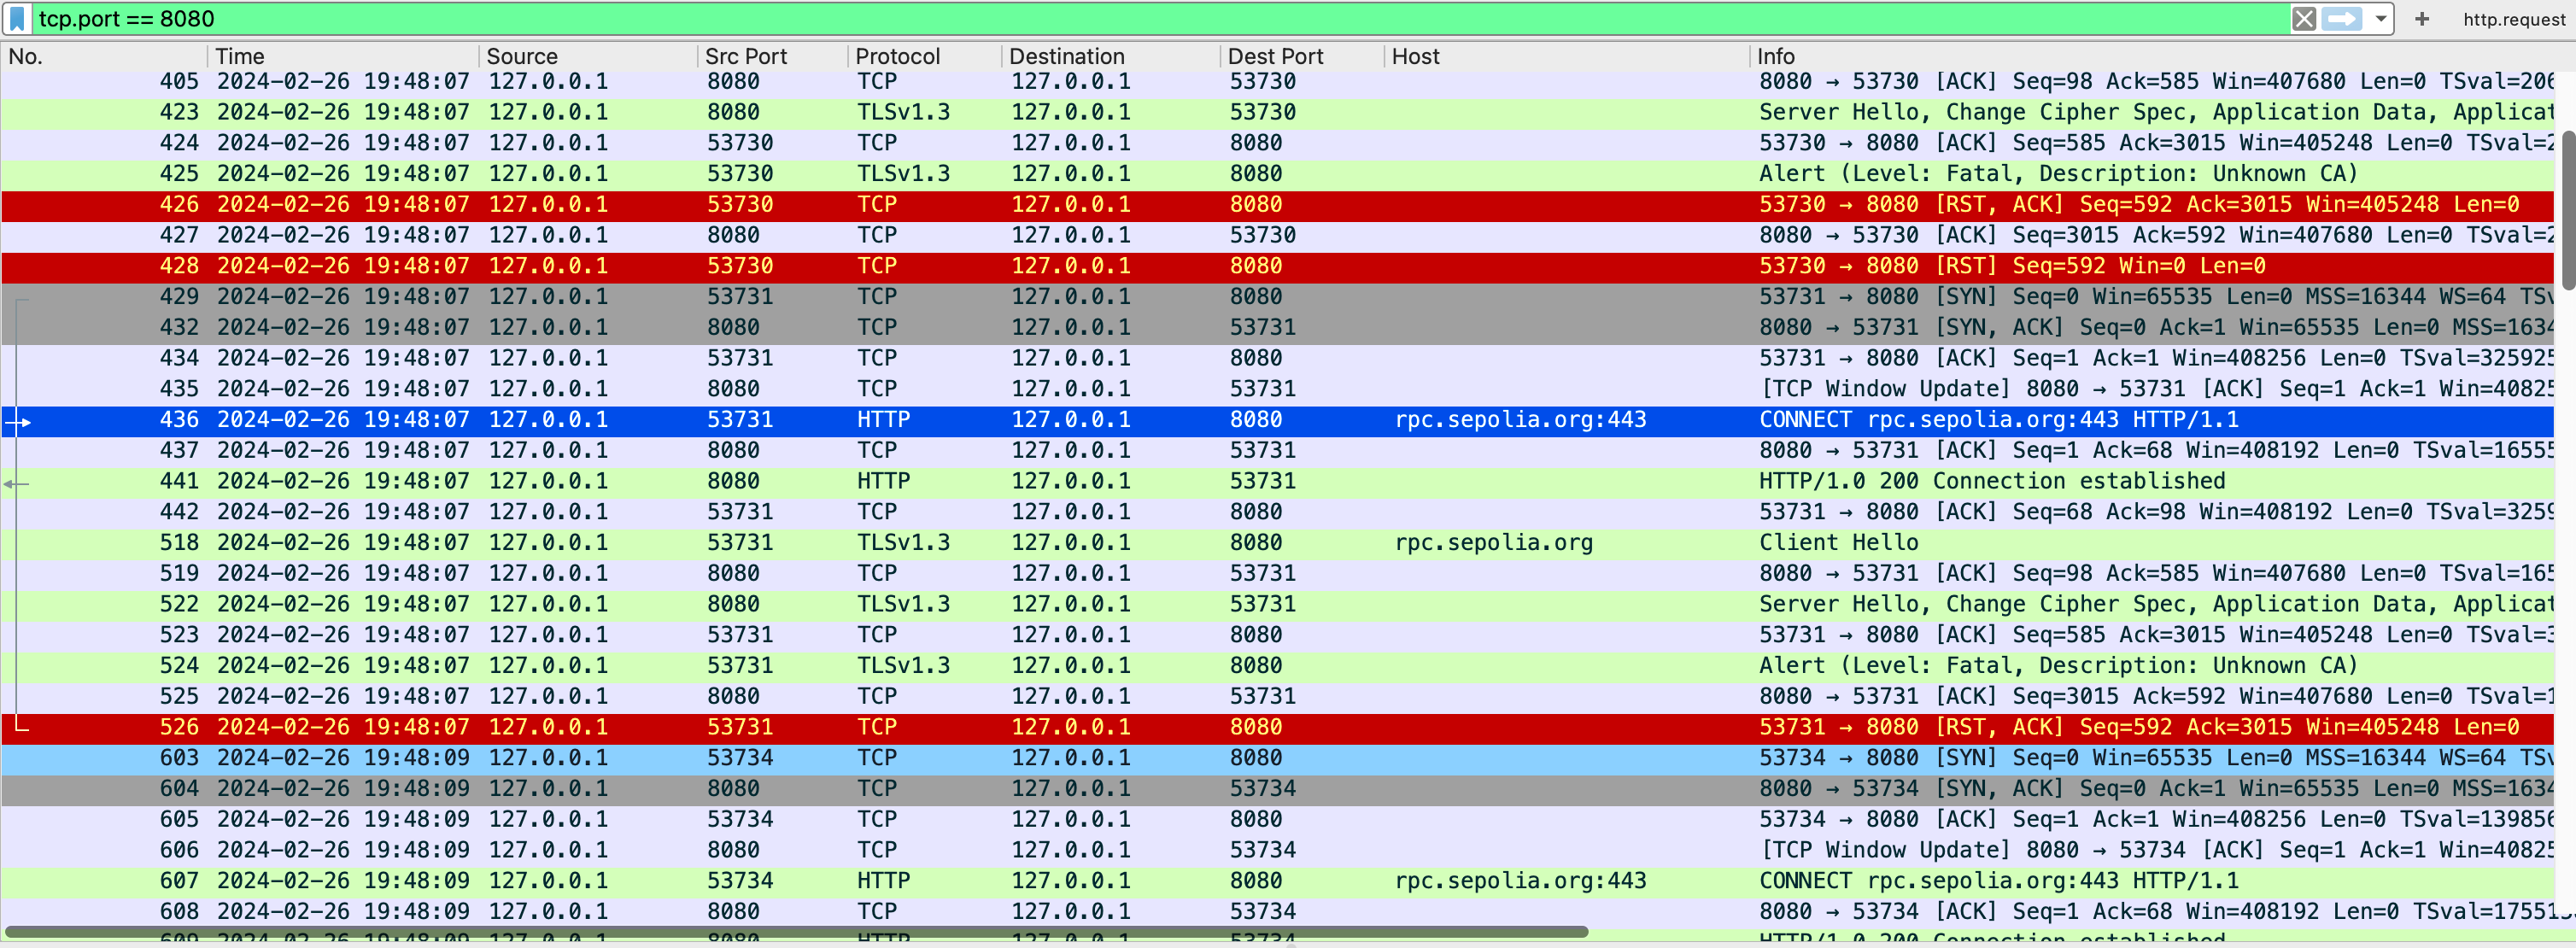 tcp.port == 8080 http.request
No. Time Source Src Port Protocol Destination Dest Port Host Info
405 2024-02-26 19:48:07 127.0.0.1 8080 TCP 127.0.0.1 53730 8080 → 53730 [ACK] Seq=98 Ack=585 Win=407680 Len=0 TSval=206
423 2024-02-26 19:48:07 127.0.0.1 8080 TLSv1.3 127.0.0.1 53730 Server Hello, Change Cipher Spec, Application Data, Applicat
424 2024-02-26 19:48:07 127.0.0.1 53730 TCP 127.0.0.1 8080 53730 → 8080 [ACK] Seq=585 Ack=3015 Win=405248 Len=0 TSval=2
425 2024-02-26 19:48:07 127.0.0.1 53730 TLSv1.3 127.0.0.1 8080 Alert (Level: Fatal, Description: Unknown CA)
426 2024-02-26 19:48:07 127.0.0.1 53730 TCP 127.0.0.1 8080 53730 → 8080 [RST, ACK] Seq=592 Ack=3015 Win=405248 Len=0
427 2024-02-26 19:48:07 127.0.0.1 8080 TCP 127.0.0.1 53730 8080 → 53730 [ACK] Seq=3015 Ack=592 Win=407680 Len=0 TSval=2
428 2024-02-26 19:48:07 127.0.0.1 53730 TCP 127.0.0.1 8080 53730 → 8080 [RST] Seq=592 Win=0 Len=0
429 2024-02-26 19:48:07 127.0.0.1 53731 TCP 127.0.0.1 8080 53731 → 8080 [SYN] Seq=0 Win=65535 Len=0 MSS=16344 WS=64 TSv
432 2024-02-26 19:48:07 127.0.0.1 8080 TCP 127.0.0.1 53731 8080 → 53731 [SYN, ACK] Seq=0 Ack=1 Win=65535 Len=0 MSS=1634
434 2024-02-26 19:48:07 127.0.0.1 53731 TCP 127.0.0.1 8080 53731 → 8080 [ACK] Seq=1 Ack=1 Win=408256 Len=0 TSval=325925
435 2024-02-26 19:48:07 127.0.0.1 8080 TCP 127.0.0.1 53731 [TCP Window Update] 8080 → 53731 [ACK] Seq=1 Ack=1 Win=40825
436 2024-02-26 19:48:07 127.0.0.1 53731 HTTP 127.0.0.1 8080 rpc.sepolia.org:443 CONNECT rpc.sepolia.org:443 HTTP/1.1
437 2024-02-26 19:48:07 127.0.0.1 8080 TCP 127.0.0.1 53731 8080 → 53731 [ACK] Seq=1 Ack=68 Win=408192 Len=0 TSval=16555
441 2024-02-26 19:48:07 127.0.0.1 8080 HTTP 127.0.0.1 53731 HTTP/1.0 200 Connection established
442 2024-02-26 19:48:07 127.0.0.1 53731 TCP 127.0.0.1 8080 53731 → 8080 [ACK] Seq=68 Ack=98 Win=408192 Len=0 TSval=3259
518 2024-02-26 19:48:07 127.0.0.1 53731 TLSv1.3 127.0.0.1 8080 rpc.sepolia.org Client Hello
519 2024-02-26 19:48:07 127.0.0.1 8080 TCP 127.0.0.1 53731 8080 → 53731 [ACK] Seq=98 Ack=585 Win=407680 Len=0 TSval=165
522 2024-02-26 19:48:07 127.0.0.1 8080 TLSv1.3 127.0.0.1 53731 Server Hello, Change Cipher Spec, Application Data, Applicat
523 2024-02-26 19:48:07 127.0.0.1 53731 TCP 127.0.0.1 8080 53731 → 8080 [ACK] Seq=585 Ack=3015 Win=405248 Len=0 TSval=3
524 2024-02-26 19:48:07 127.0.0.1 53731 TLSv1.3 127.0.0.1 8080 Alert (Level: Fatal, Description: Unknown CA)
525 2024-02-26 19:48:07 127.0.0.1 8080 TCP 127.0.0.1 53731 8080 → 53731 [ACK] Seq=3015 Ack=592 Win=407680 Len=0 TSval=1
526 2024-02-26 19:48:07 127.0.0.1 53731 TCP 127.0.0.1 8080 53731 → 8080 [RST, ACK] Seq=592 Ack=3015 Win=405248 Len=0
603 2024-02-26 19:48:09 127.0.0.1 53734 TCP 127.0.0.1 8080 53734 → 8080 [SYN] Seq=0 Win=65535 Len=0 MSS=16344 WS=64 TSv
604 2024-02-26 19:48:09 127.0.0.1 8080 TCP 127.0.0.1 53734 8080 → 53734 [SYN, ACK] Seq=0 Ack=1 Win=65535 Len=0 MSS=1634
605 2024-02-26 19:48:09 127.0.0.1 53734 TCP 127.0.0.1 8080 53734 → 8080 [ACK] Seq=1 Ack=1 Win=408256 Len=0 TSval=139856
606 2024-02-26 19:48:09 127.0.0.1 8080 TCP 127.0.0.1 53734 [TCP Window Update] 8080 → 53734 [ACK] Seq=1 Ack=1 Win=40825
607 2024-02-26 19:48:09 127.0.0.1 53734 HTTP 127.0.0.1 8080 rpc.sepolia.org:443 CONNECT rpc.sepolia.org:443 HTTP/1.1
608 2024-02-26 19:48:09 127.0.0.1 8080 TCP 127.0.0.1 53734 8080 → 53734 [ACK] Seq=1 Ack=68 Win=408192 Len=0 TSval=17551
609 2024-02-26 19:48:09 127.0.0.1 8080 HTTP 127.0.0.1 53734 HTTP/1.0 200 Connection established